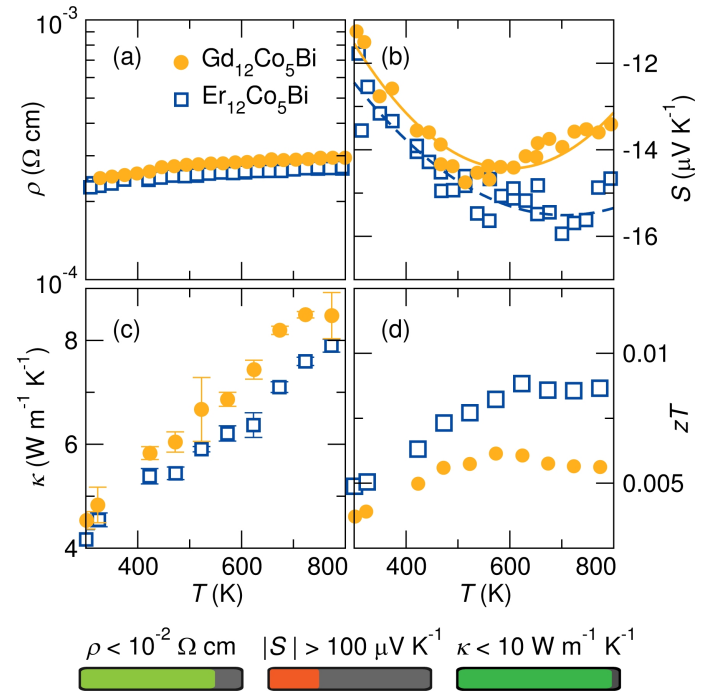 10⁻³
(a)
Gd₁₂Co₅Bi
Er₁₂Co₅Bi
ρ (Ω cm)
10⁻⁴
(b)
-12
-14
-16
S (μV K⁻¹)
(c)
8
6
4
κ (W m⁻¹ K⁻¹)
400 600 800
T (K)
(d)
0.01
0.005
zT
400 600 800
T (K)
ρ < 10⁻² Ω cm
|S| > 100 μV K⁻¹
κ < 10 W m⁻¹ K⁻¹